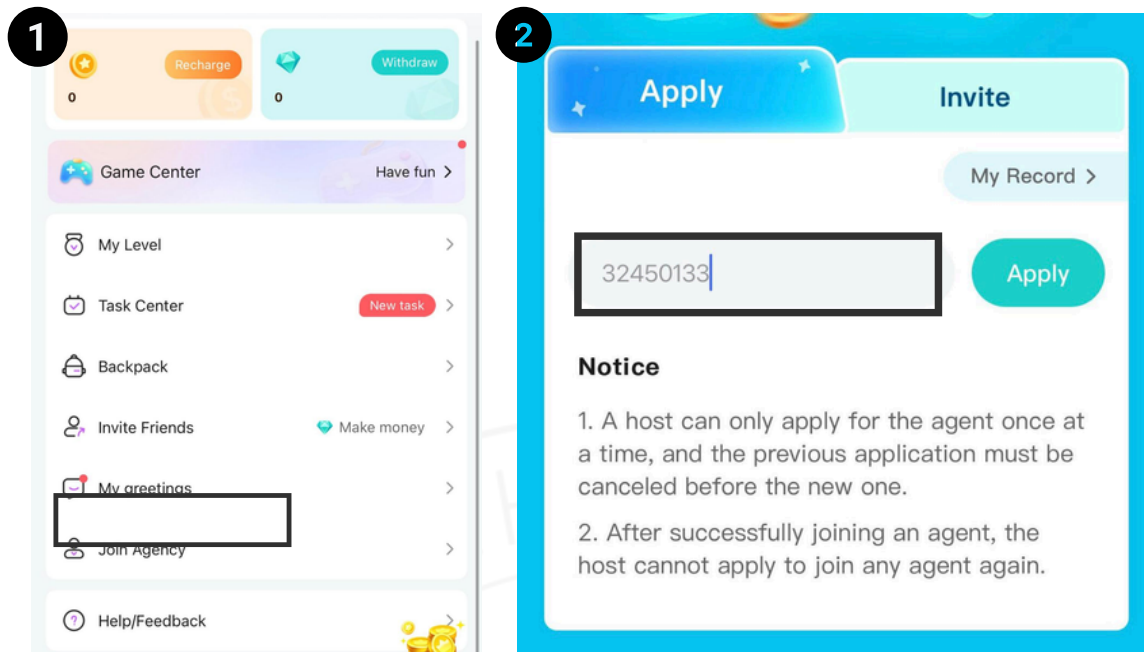 1
Recharge
Withdraw
0
0
Game Center
Have fun >
My Level
Task Center
New task
Backpack
Invite Friends
Make money
My greetings
Join Agency
Help/Feedback
2
Apply
Invite
My Record >
32450133
Apply
Notice
1. A host can only apply for the agent once at
a time, and the previous application must be
canceled before the new one.
2. After successfully joining an agent, the
host cannot apply to join any agent again.